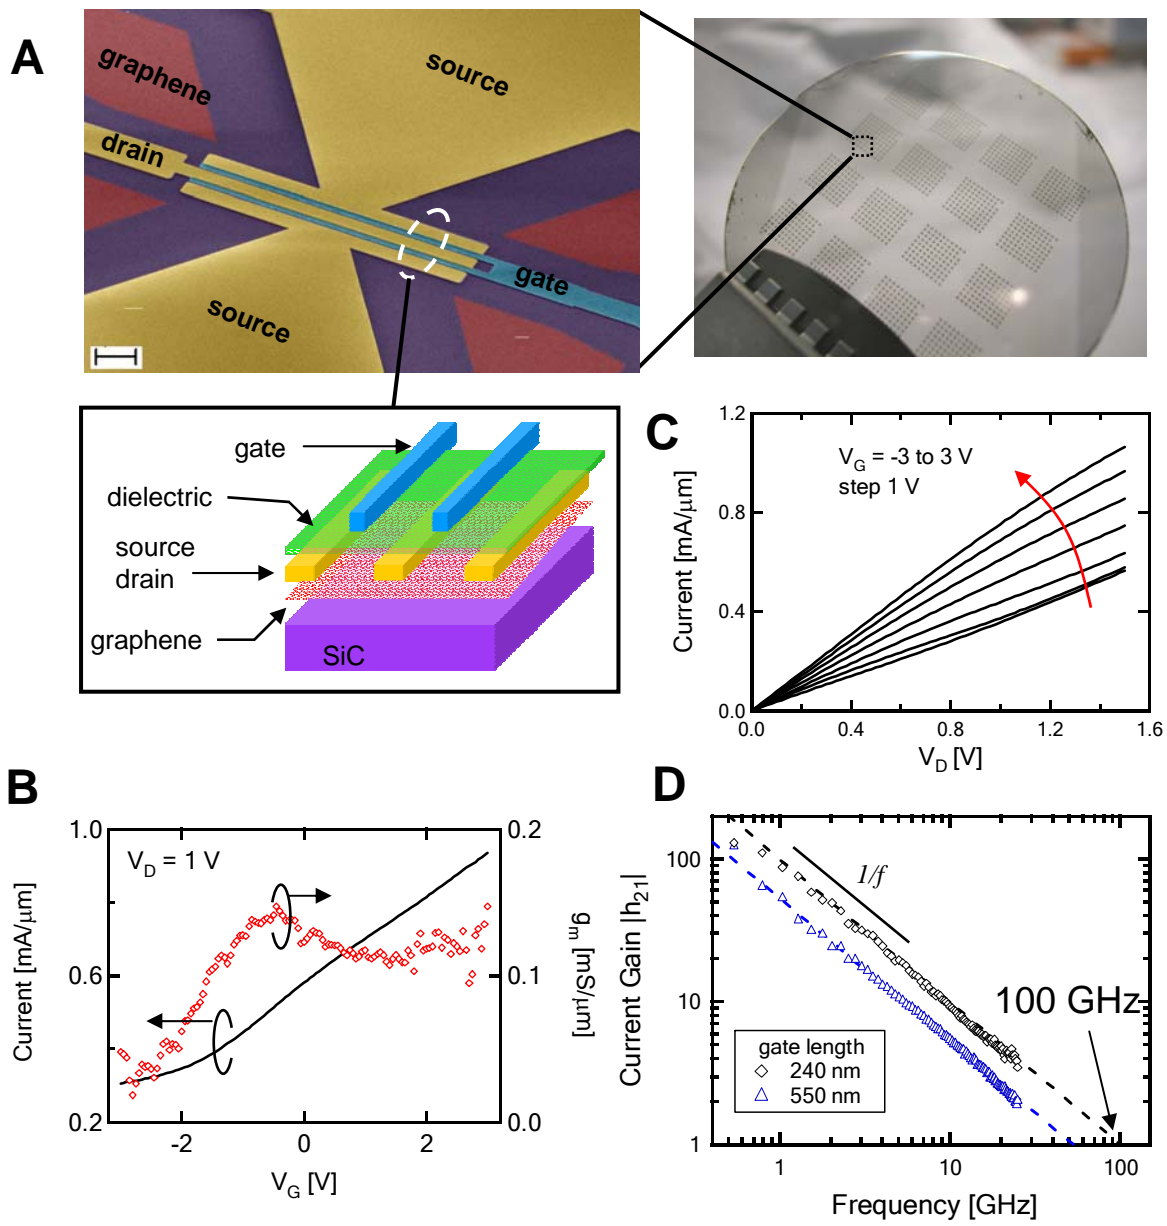 A
graphene
source
drain
gate
source
gate
dielectric
source
drain
graphene
SiC
C
V_G = -3 to 3 V
step 1 V
1.2
0.8
0.4
0.0
Current [mA/μm]
0.0 0.4 0.8 1.2 1.6
V_D [V]
B
V_D = 1 V
1.0
0.6
0.2
Current [mA/μm]
0.2
0.1
0.0
g_m [mS/μm]
-2 0 2
V_G [V]
D
1/f
100 GHz
gate length
240 nm
550 nm
100
10
1
Current Gain |h_21|
1 10 100
Frequency [GHz]